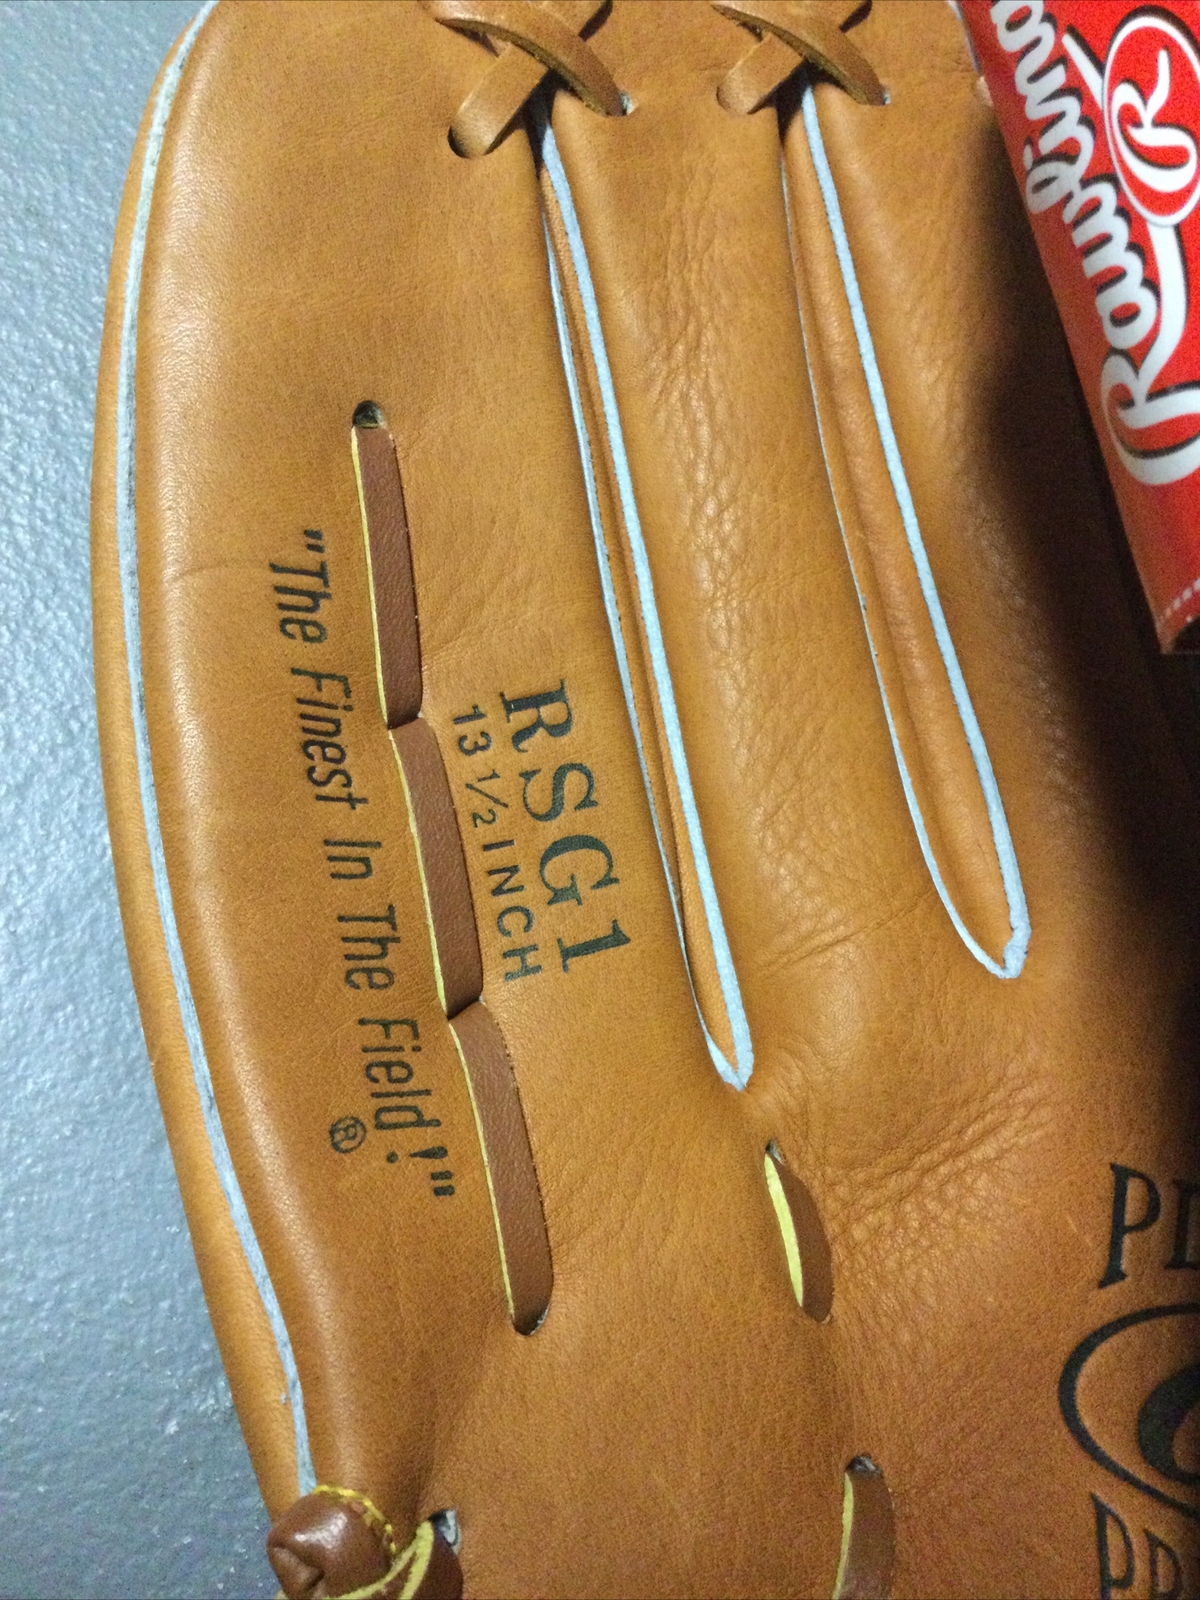 Rawlings
R
"The Finest In The Field!"
®
RSG1
13 1/2 INCH